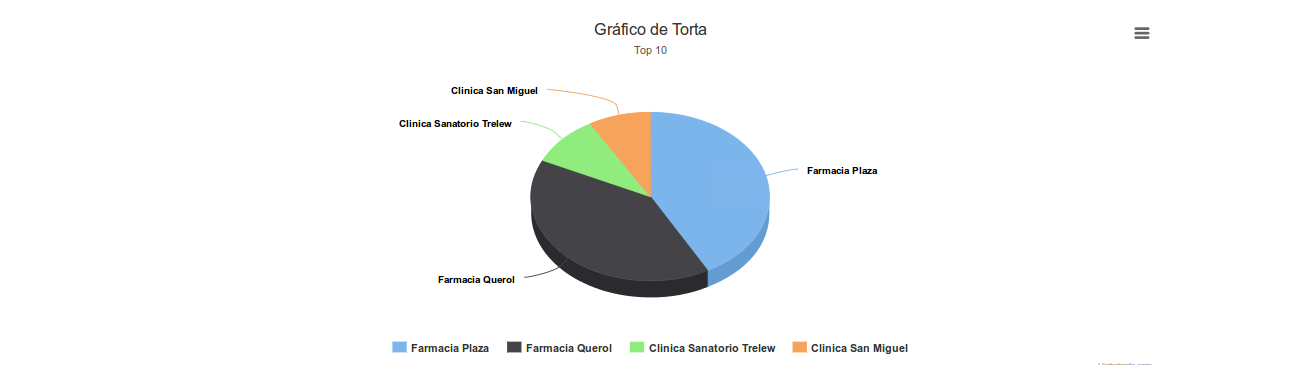 Gráfico de Torta
Top 10
Clinica San Miguel
Clinica Sanatorio Trelew
Farmacia Plaza
Farmacia Querol
Farmacia Plaza Farmacia Querol Clinica Sanatorio Trelew Clinica San Miguel